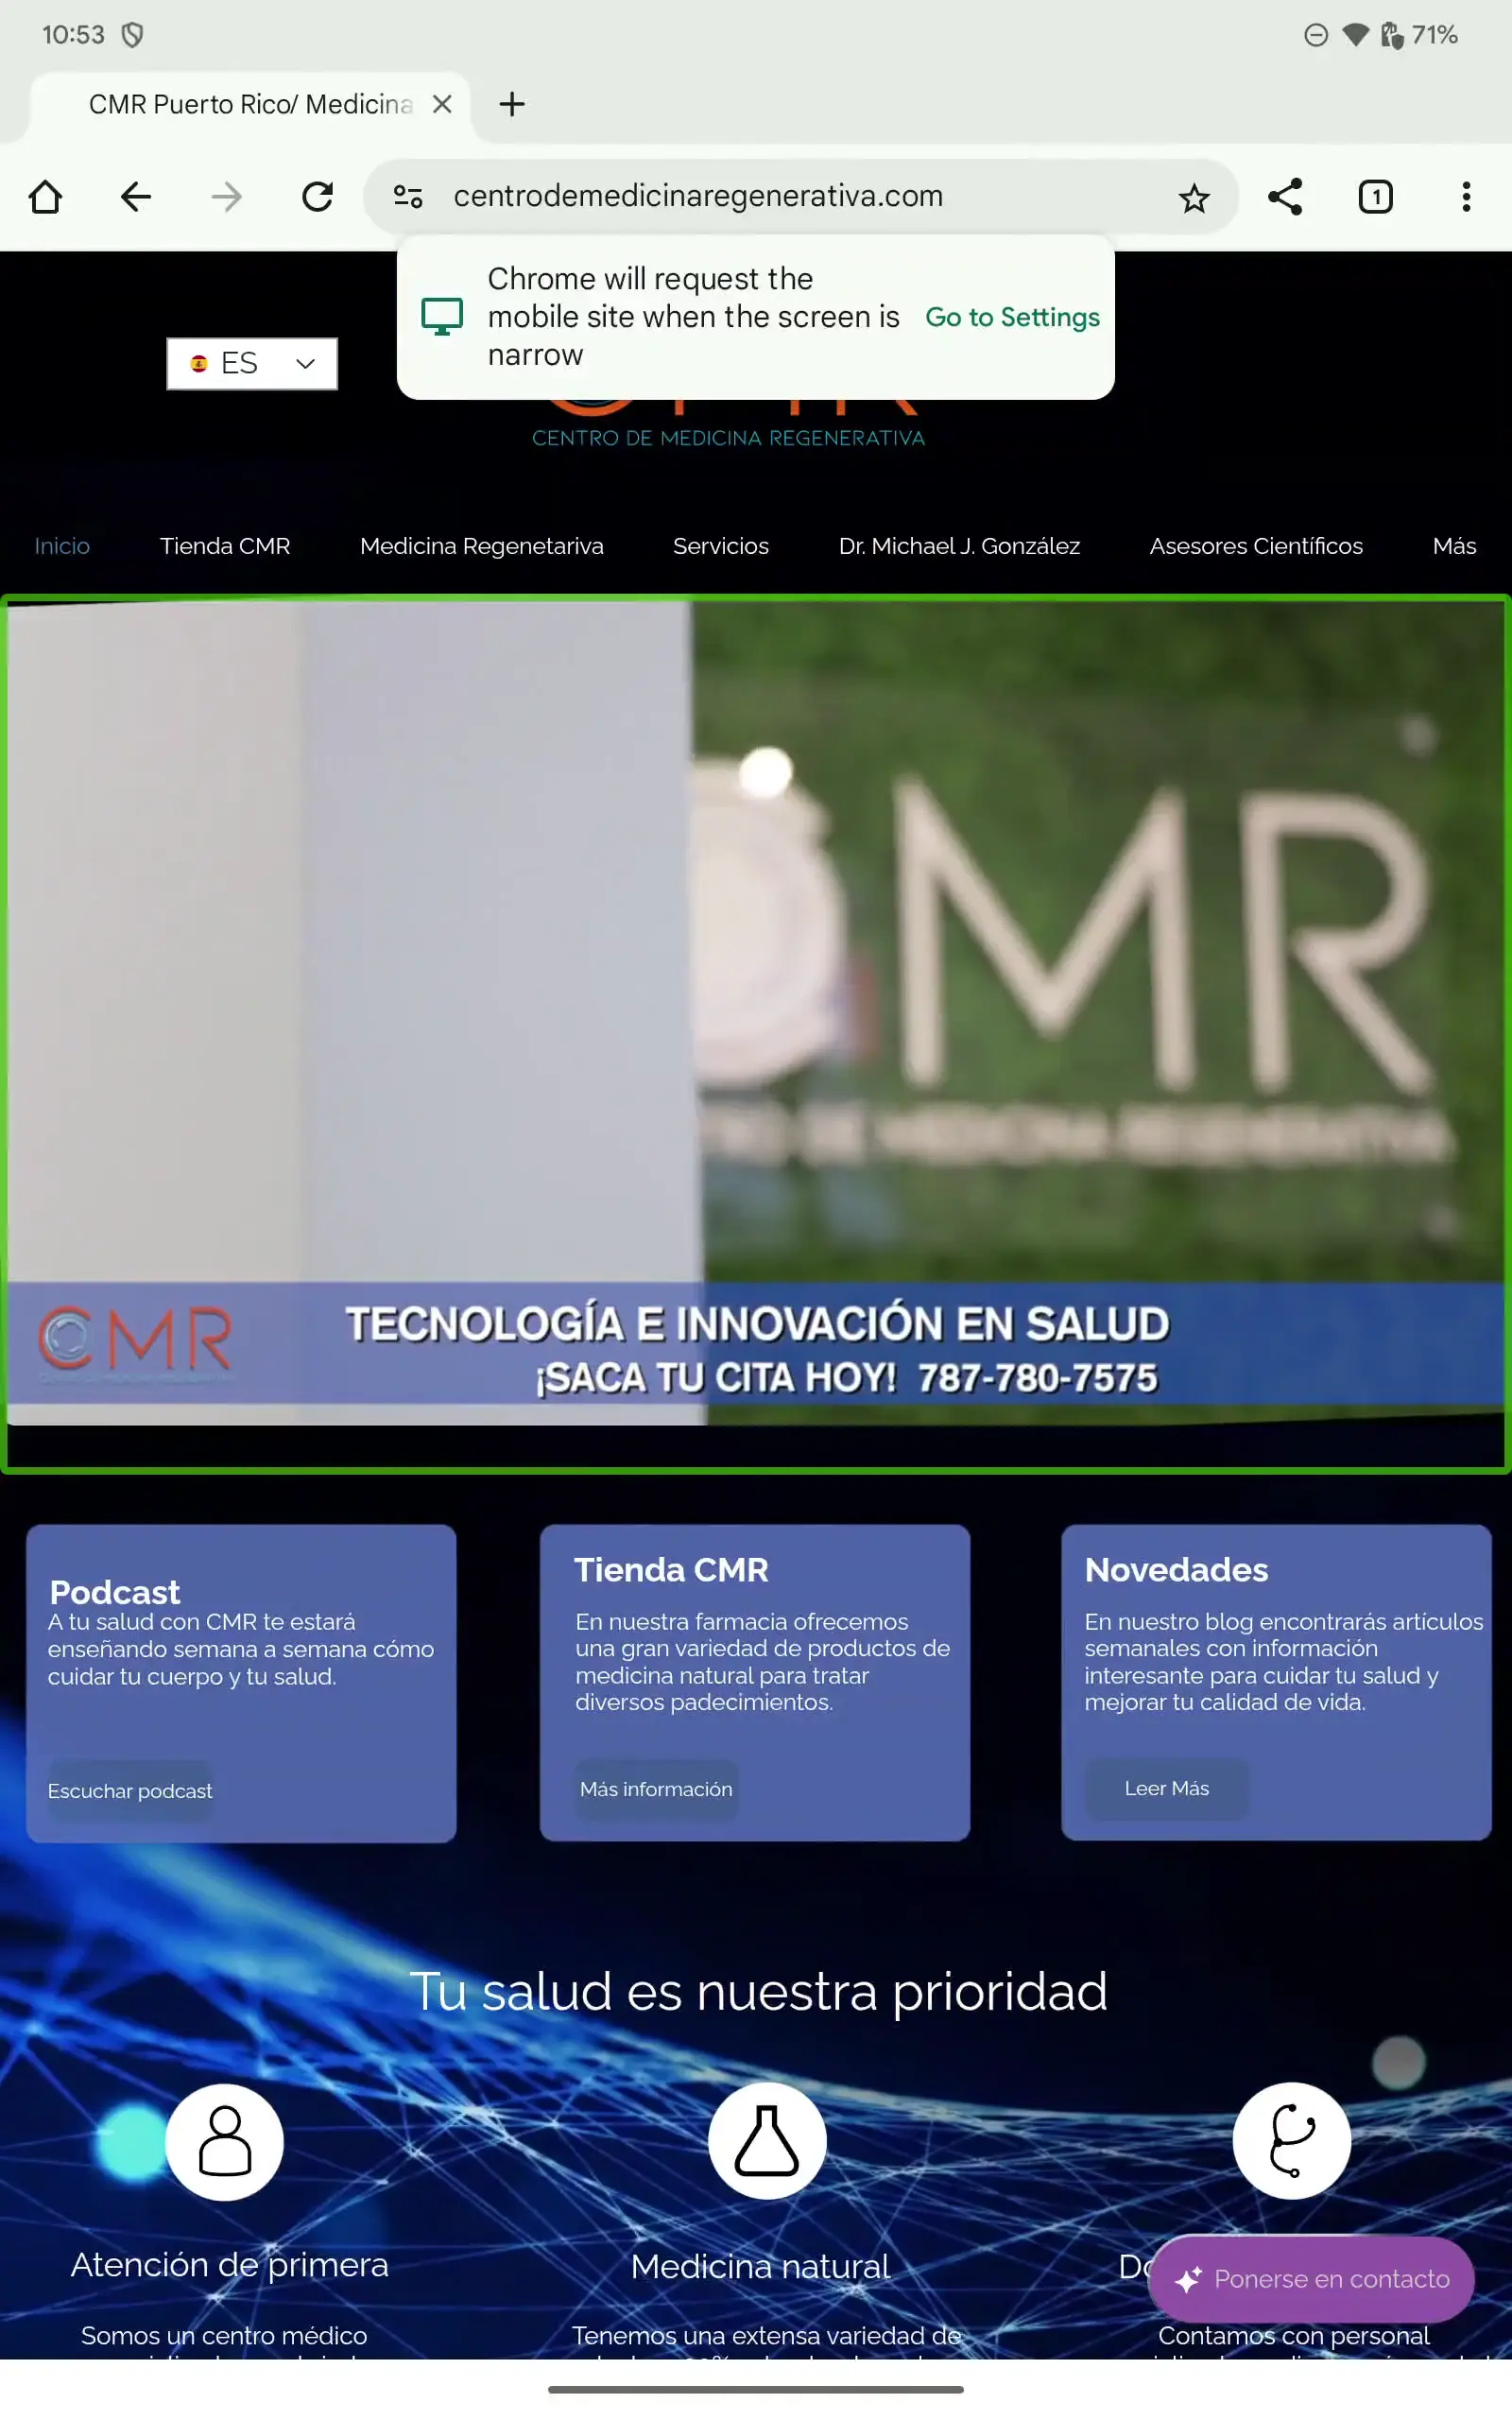 10:53
71%
CMR Puerto Rico/ Medicina
centrodemedicinaregenerativa.com
1
Chrome will request the
mobile site when the screen is
narrow
Go to Settings
ES
CENTRO DE MEDICINA REGENERATIVA
Inicio
Tienda CMR
Medicina Regenetariva
Servicios
Dr. Michael J. González
Asesores Científicos
Más
MR
CMR
TECNOLOGÍA E INNOVACIÓN EN SALUD
¡SACA TU CITA HOY! 787-780-7575
Podcast
A tu salud con CMR te estará
enseñando semana a semana cómo
cuidar tu cuerpo y tu salud.
Escuchar podcast
Tienda CMR
En nuestra farmacia ofrecemos
una gran variedad de productos de
medicina natural para tratar
diversos padecimientos.
Más información
Novedades
En nuestro blog encontrarás artículos
semanales con información
interesante para cuidar tu salud y
mejorar tu calidad de vida.
Leer Más
Tu salud es nuestra prioridad
Atención de primera
Somos un centro médico
Medicina natural
Tenemos una extensa variedad de
Ponerse en contacto
Contamos con personal